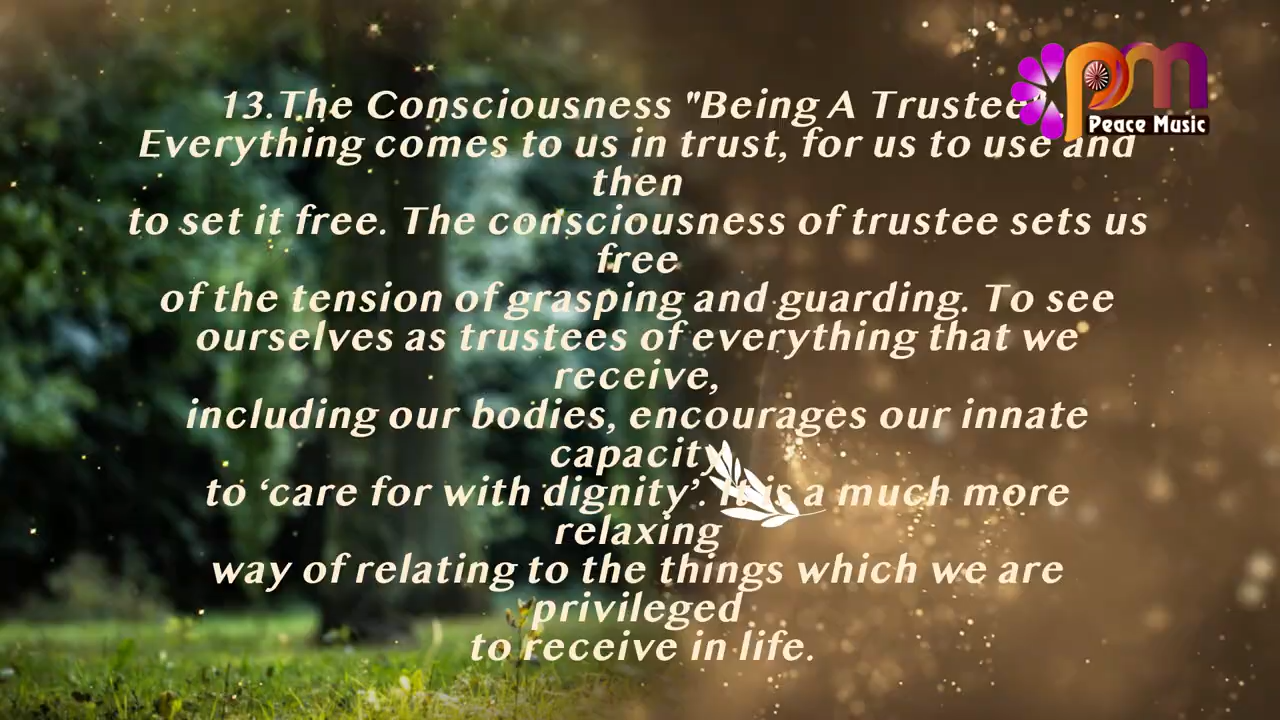 13.The Consciousness "Being A Trustee".
Everything comes to us in trust, for us to use and
then
to set it free. The consciousness of trustee sets us
free
of the tension of grasping and guarding. To see
ourselves as trustees of everything that we
receive,
including our bodies, encourages our innate
capacity
to ‘care for with dignity’. It is a much more
relaxing
way of relating to the things which we are
privileged
to receive in life.
pm
Peace Music